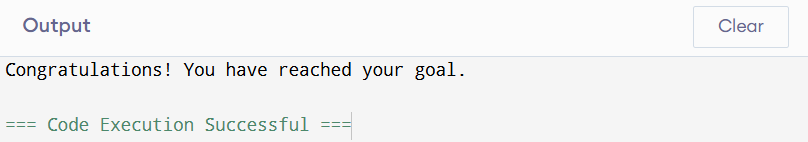 Output
Clear
Congratulations! You have reached your goal.
=== Code Execution Successful ===